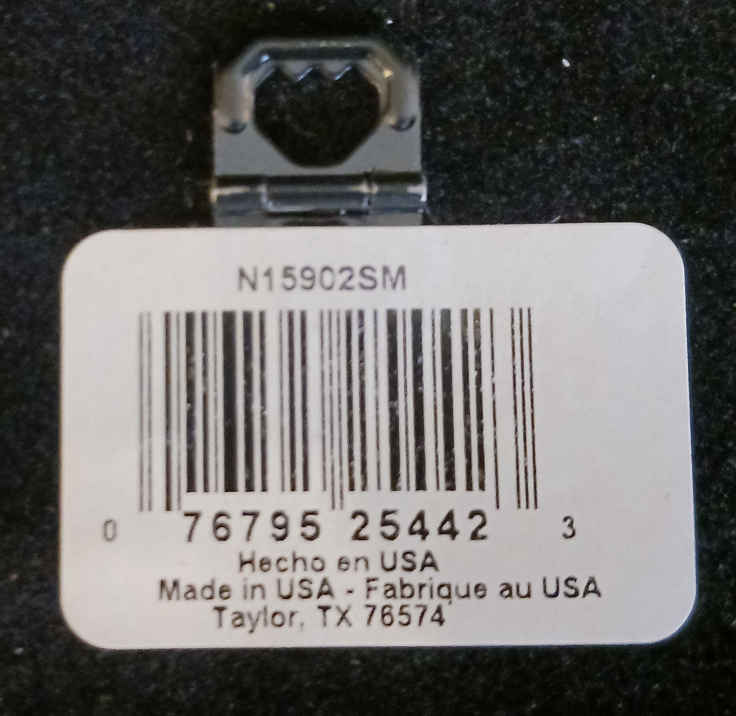 N15902SM
0 76795 25442 3
Hecho en USA
Made in USA - Fabrique au USA
Taylor, TX 76574